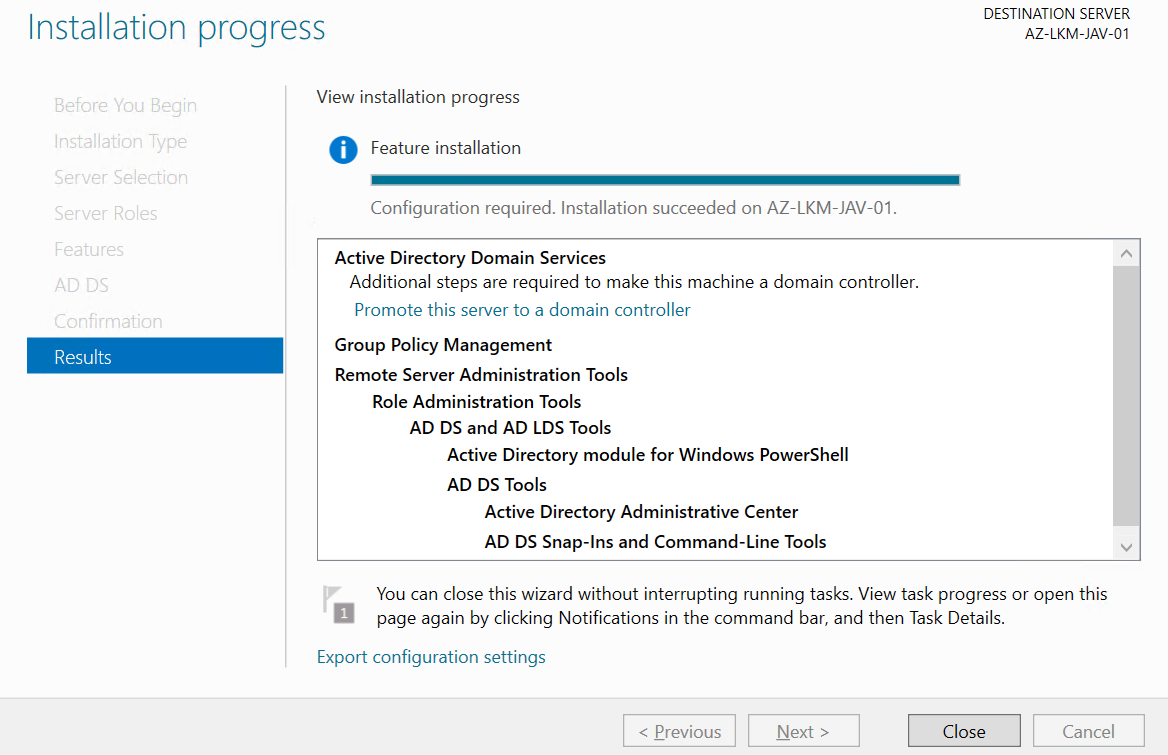 Installation progress
DESTINATION SERVER
AZ-LKM-JAV-01
Before You Begin
Installation Type
Server Selection
Server Roles
Features
AD DS
Confirmation
Results
View installation progress
Feature installation
Configuration required. Installation succeeded on AZ-LKM-JAV-01.
Active Directory Domain Services
Additional steps are required to make this machine a domain controller.
Promote this server to a domain controller
Group Policy Management
Remote Server Administration Tools
Role Administration Tools
AD DS and AD LDS Tools
Active Directory module for Windows PowerShell
AD DS Tools
Active Directory Administrative Center
AD DS Snap-Ins and Command-Line Tools
1
You can close this wizard without interrupting running tasks. View task progress or open this
page again by clicking Notifications in the command bar, and then Task Details.
Export configuration settings
< Previous
Next >
Close
Cancel